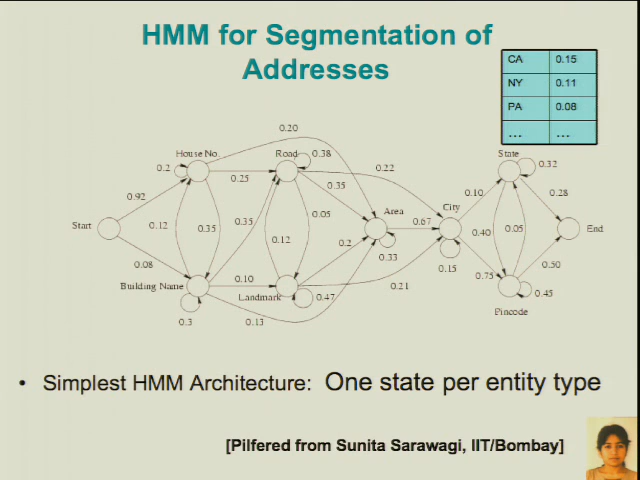 HMM for Segmentation of
Addresses
CA 0.15
NY 0.11
PA 0.08
... ...
0.20
House No.
Road
0.38
State
0.2
0.25
0.22
0.32
0.92
0.35
0.10
0.28
Area
City
Start
0.12
0.35
0.35
0.05
0.67
0.40
0.05
End
0.12
0.2
0.33
0.08
0.15
0.75
0.50
Building Name
0.10
Landmark
0.47
0.21
0.45
0.3
0.13
Pincode
• Simplest HMM Architecture: One state per entity type
[Pilfered from Sunita Sarawagi, IIT/Bombay]